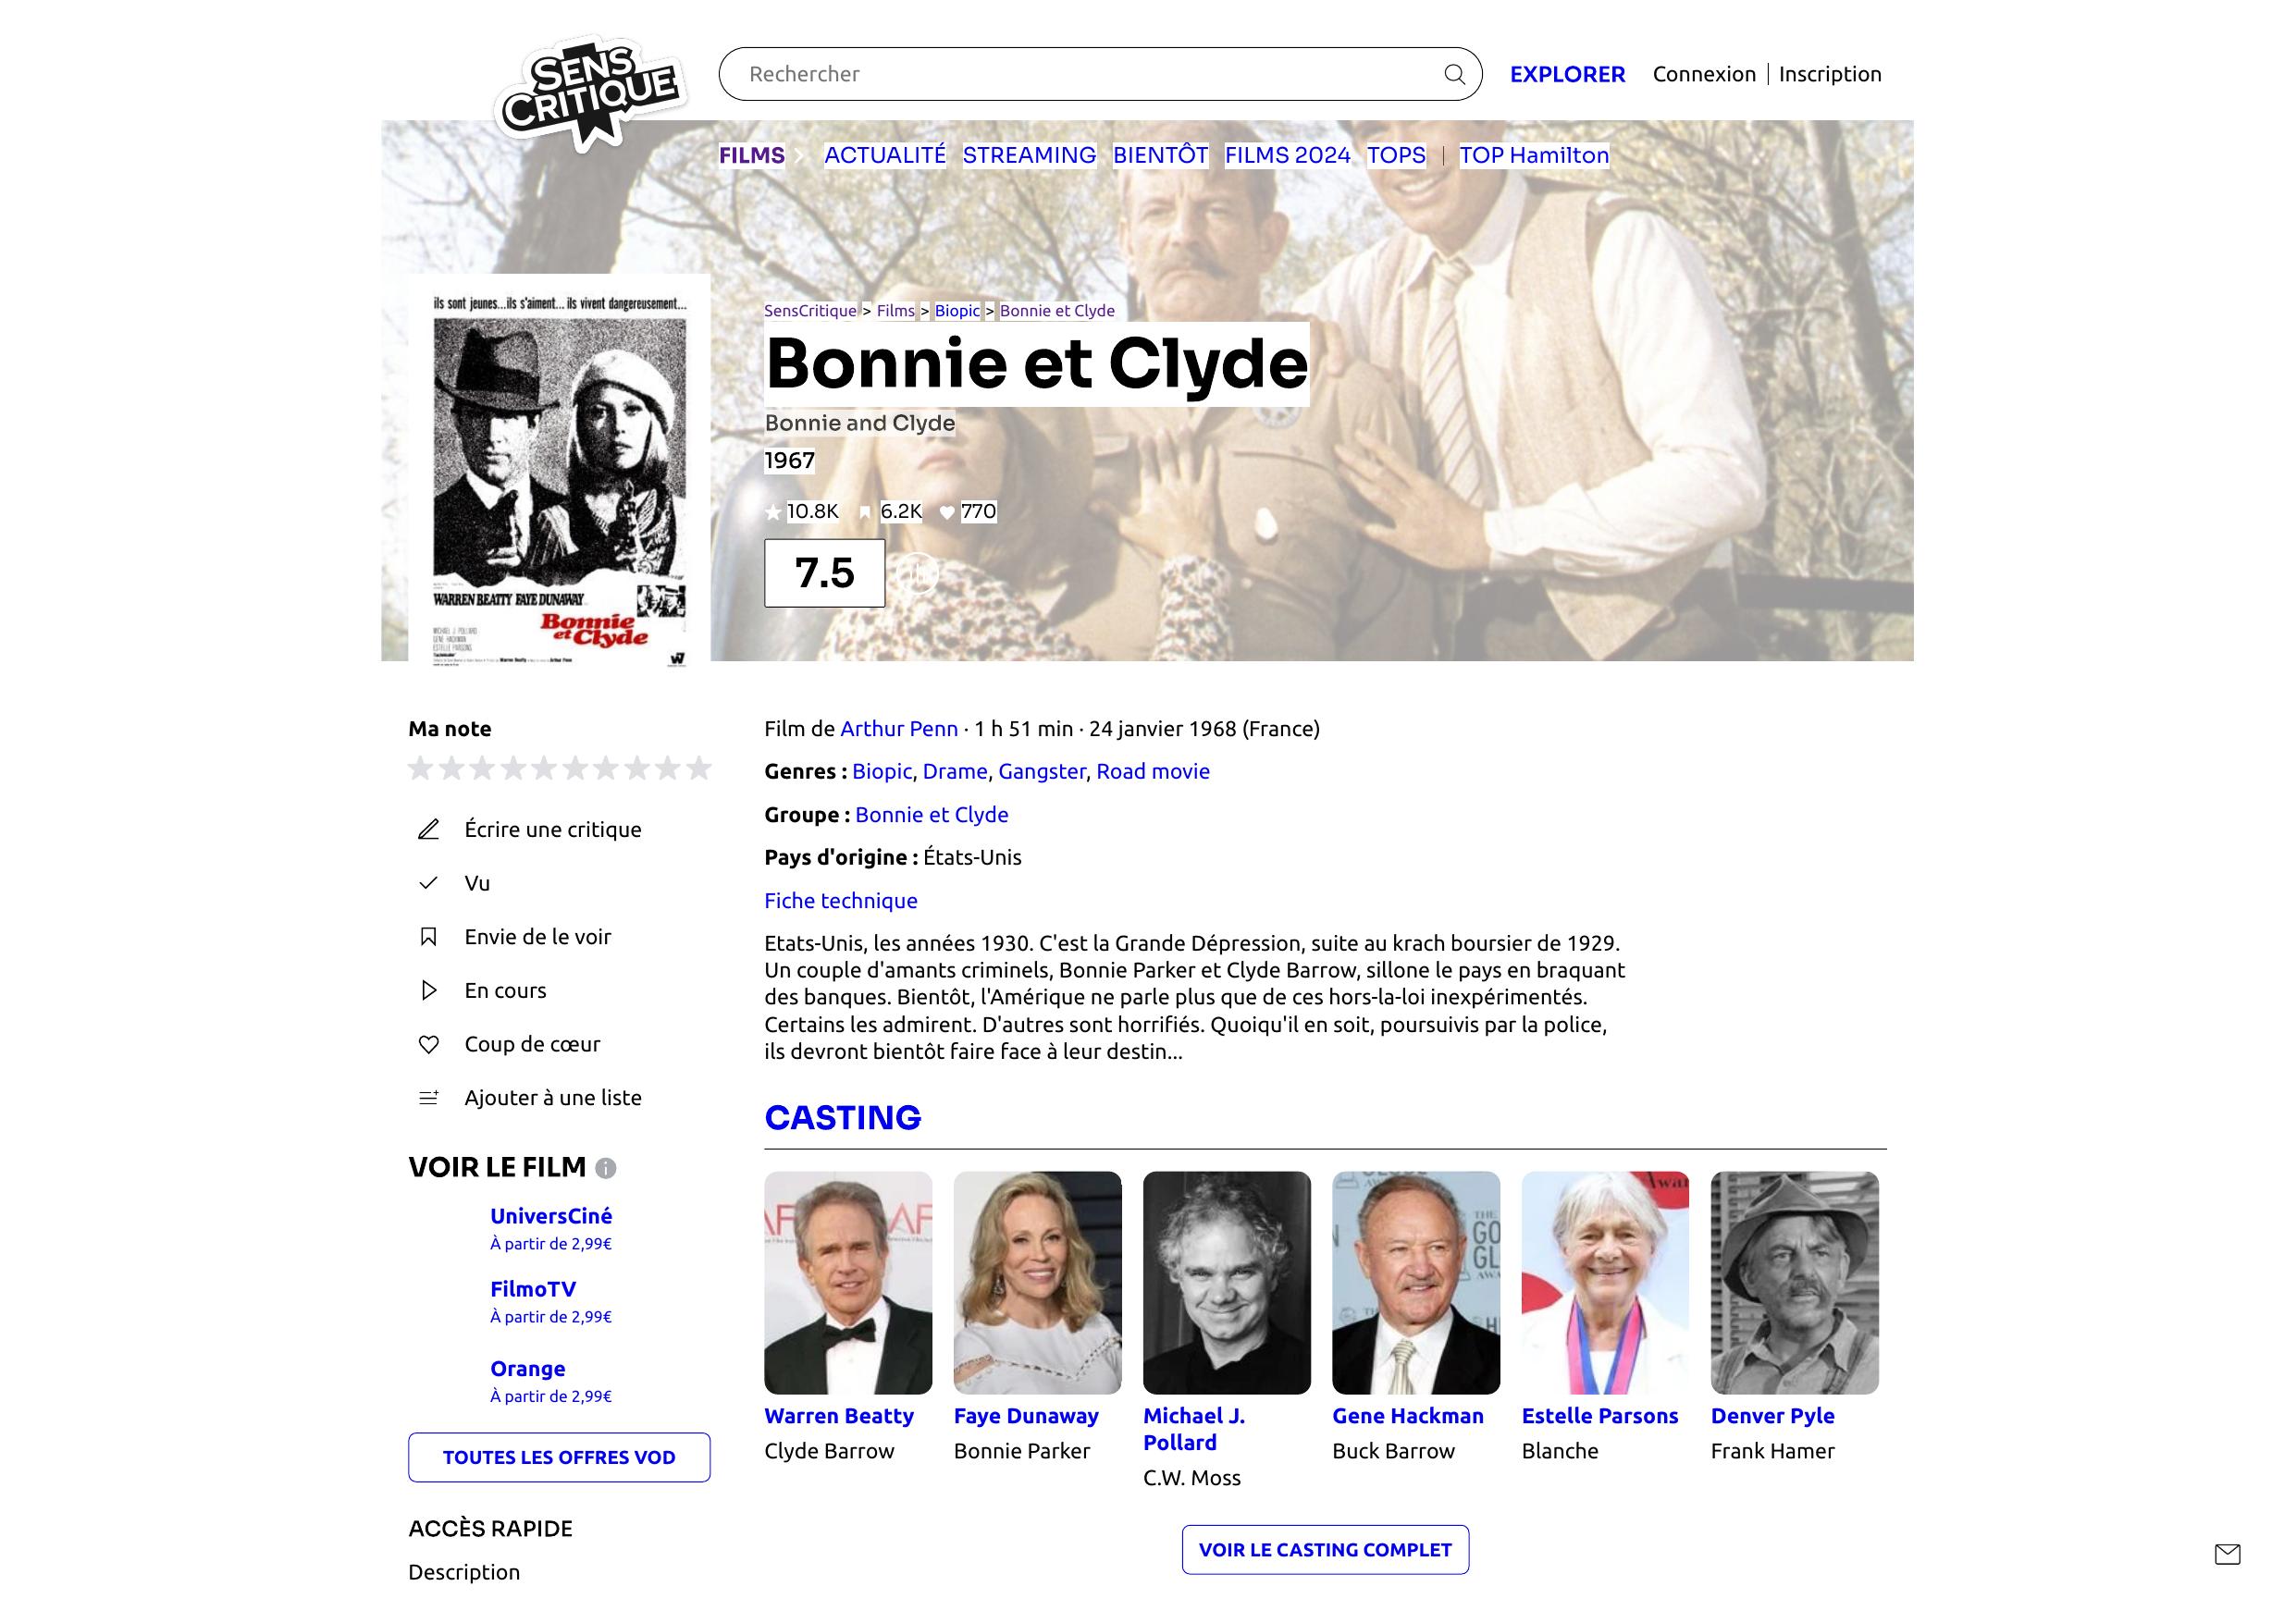 SENS
CRITIQUE
Rechercher
EXPLORER
Connexion | Inscription
FILMS
ACTUALITÉ
STREAMING
BIENTÔT
FILMS 2024
TOPS
|
TOP Hamilton
ils sont jeunes...ils s'aiment... ils vivent dangereusement...
WARREN BEATTY FAYE DUNAWAY
Bonnie
et Clyde
MICHAEL J. POLLARD
GENE HACKMAN
ESTELLE PARSONS
SensCritique > Films > Biopic > Bonnie et Clyde
Bonnie et Clyde
Bonnie and Clyde
1967
10.8K 6.2K 770
7.5
Ma note
Écrire une critique
Vu
Envie de le voir
En cours
Coup de cœur
Ajouter à une liste
VOIR LE FILM
UniversCiné
À partir de 2,99€
FilmoTV
À partir de 2,99€
Orange
À partir de 2,99€
TOUTES LES OFFRES VOD
ACCÈS RAPIDE
Description
Film de Arthur Penn · 1 h 51 min · 24 janvier 1968 (France)
Genres : Biopic, Drame, Gangster, Road movie
Groupe : Bonnie et Clyde
Pays d'origine : États-Unis
Fiche technique
Etats-Unis, les années 1930. C'est la Grande Dépression, suite au krach boursier de 1929.
Un couple d'amants criminels, Bonnie Parker et Clyde Barrow, sillone le pays en braquant
des banques. Bientôt, l'Amérique ne parle plus que de ces hors-la-loi inexpérimentés.
Certains les admirent. D'autres sont horrifiés. Quoiqu'il en soit, poursuivis par la police,
ils devront bientôt faire face à leur destin...
CASTING
Warren Beatty
Clyde Barrow
Faye Dunaway
Bonnie Parker
Michael J.
Pollard
C.W. Moss
Gene Hackman
Buck Barrow
Estelle Parsons
Blanche
Denver Pyle
Frank Hamer
VOIR LE CASTING COMPLET